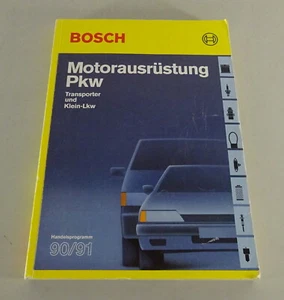 BOSCH
Motorausrüstung
Pkw
Transporter
und
Klein-Lkw
Handelsprogramm
90/91